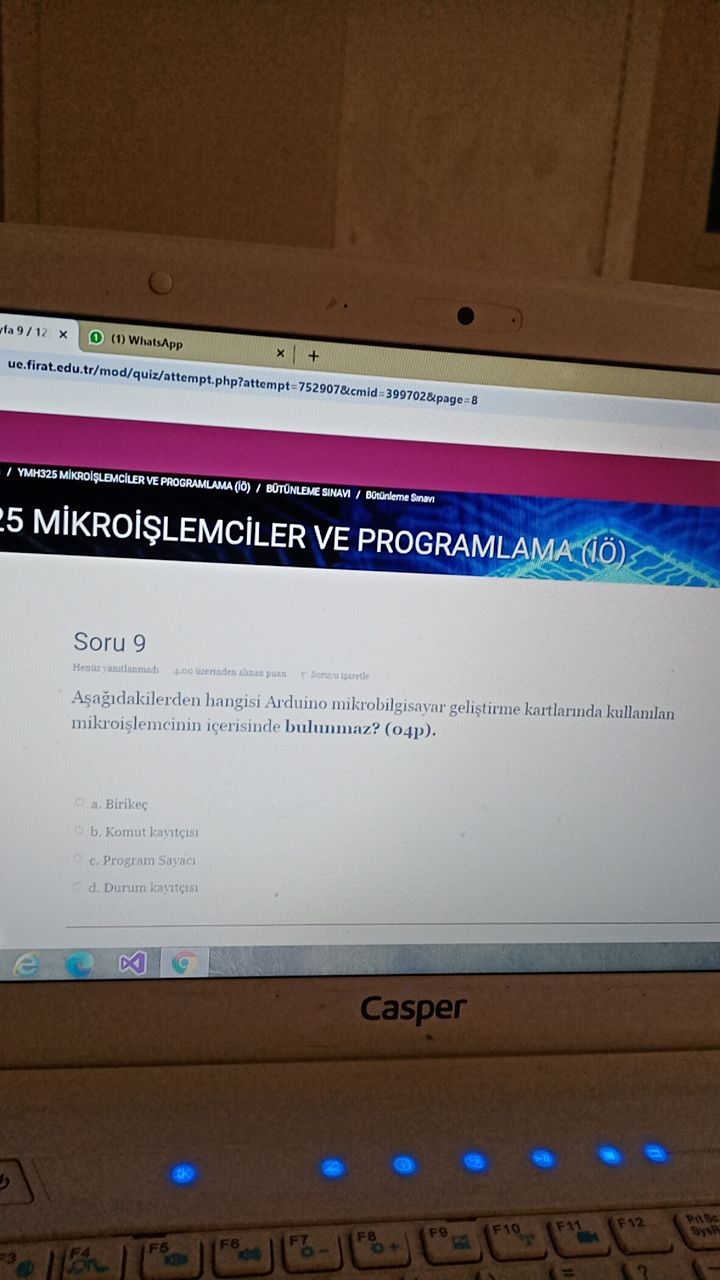 yfa 9 / 12 ×
(1) WhatsApp × +
ue.firat.edu.tr/mod/quiz/attempt.php?attempt=752907&cmid=399702&page=8
/ YMH325 MİKROİŞLEMCİLER VE PROGRAMLAMA (İÖ) / BÜTÜNLEME SINAVI / Bütünleme Sınavı
25 MİKROİŞLEMCİLER VE PROGRAMLAMA (İÖ)
Soru 9
Henüz yanıtlanmadı 4,00 üzerinden alınan puan Soruyu işaretle
Aşağıdakilerden hangisi Arduino mikrobilgisayar geliştirme kartlarında kullanılan
mikroişlemcinin içerisinde bulunmaz? (04p).
a. Birikeç
b. Komut kayıtçısı
c. Program Sayacı
d. Durum kayıtçısı
Casper
F3 F4 F5 F6 F7 F8 F9 F10 F11 F12 Prt Sc
SysR